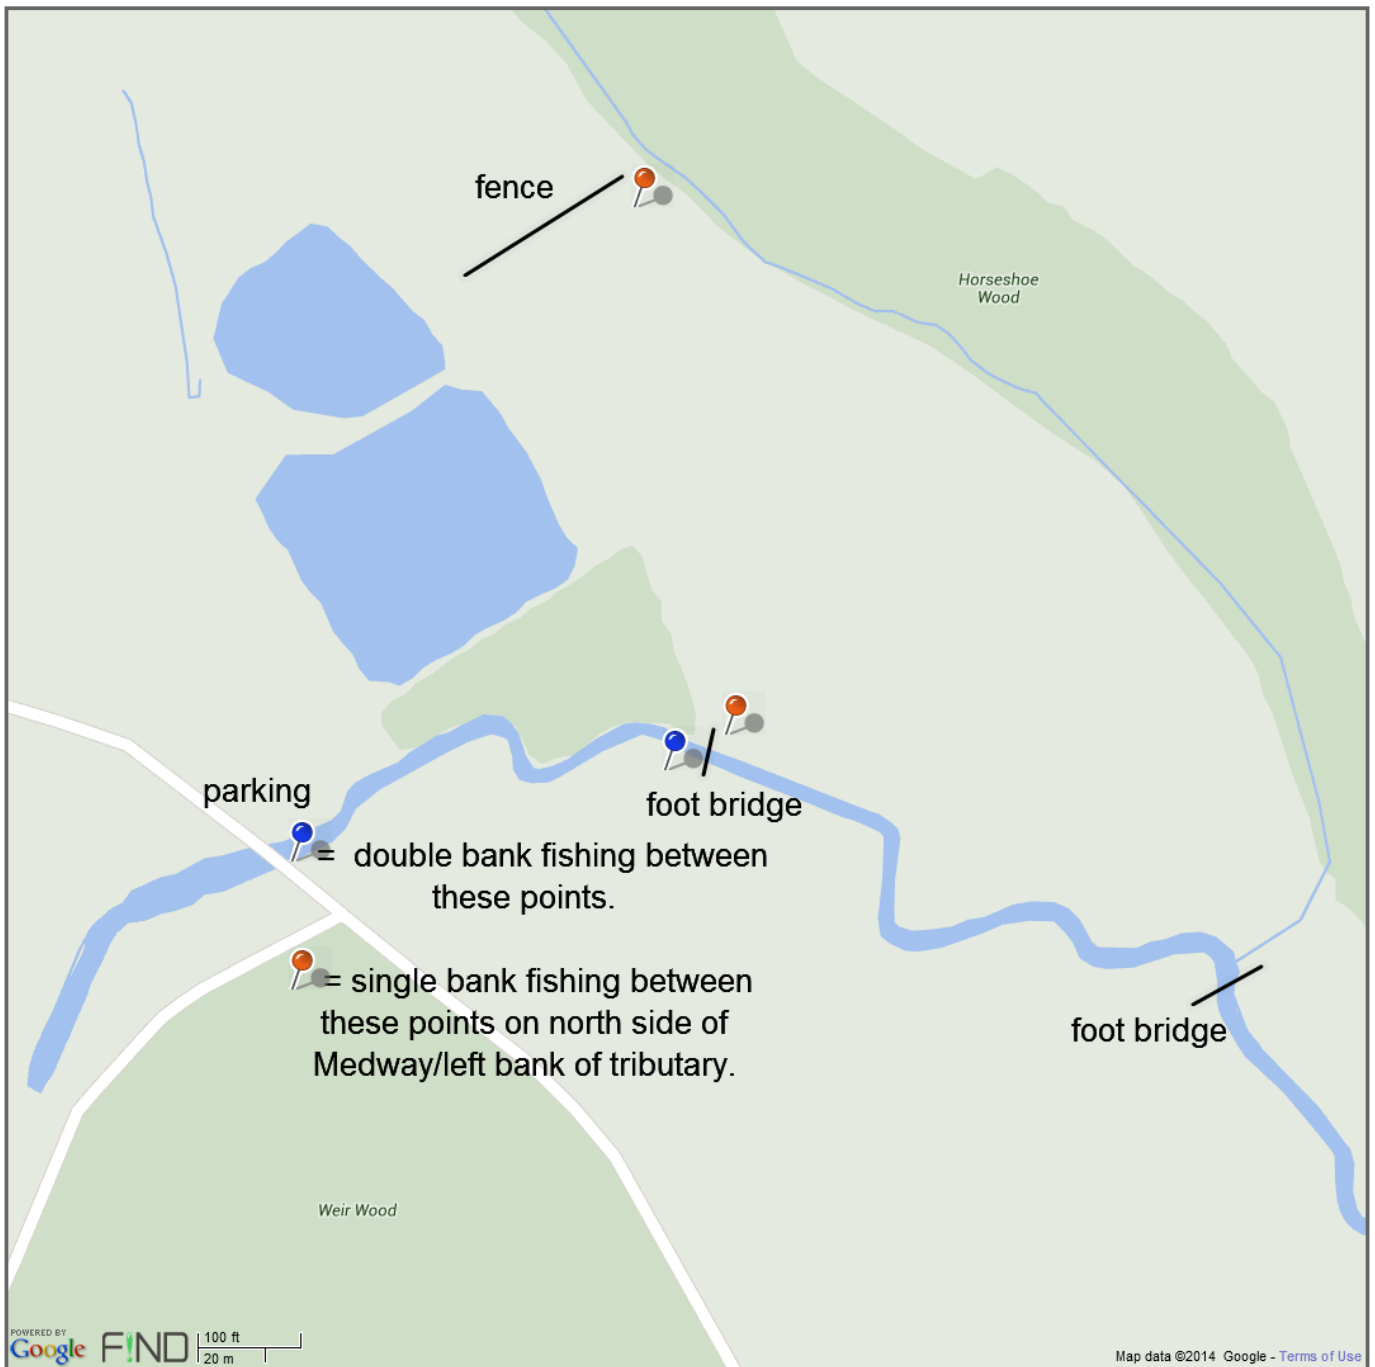 fence
Horseshoe
Wood
parking
foot bridge
= double bank fishing between
these points.
= single bank fishing between
these points on north side of
Medway/left bank of tributary.
foot bridge
Weir Wood
POWERED BY
Google F!ND
100 ft
20 m
Map data ©2014 Google - Terms of Use